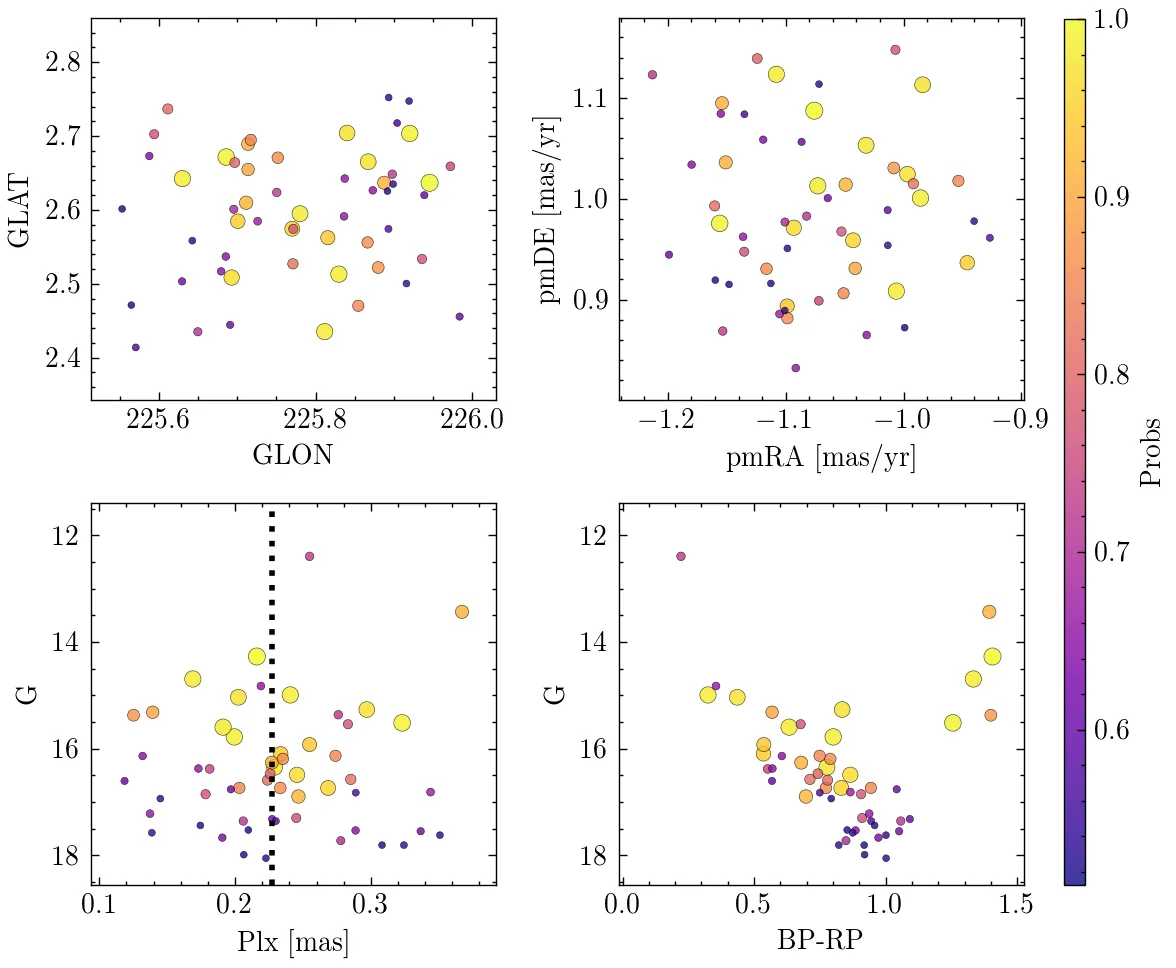 2.8
2.7
2.6
2.5
2.4
GLAT
225.6 225.8 226.0
GLON
1.1
1.0
0.9
pmDE [mas/yr]
−1.2 −1.1 −1.0 −0.9
pmRA [mas/yr]
12
14
16
18
G
0.1 0.2 0.3
Plx [mas]
12
14
16
18
G
0.0 0.5 1.0 1.5
BP-RP
1.0
0.9
0.8
0.7
0.6
Probs